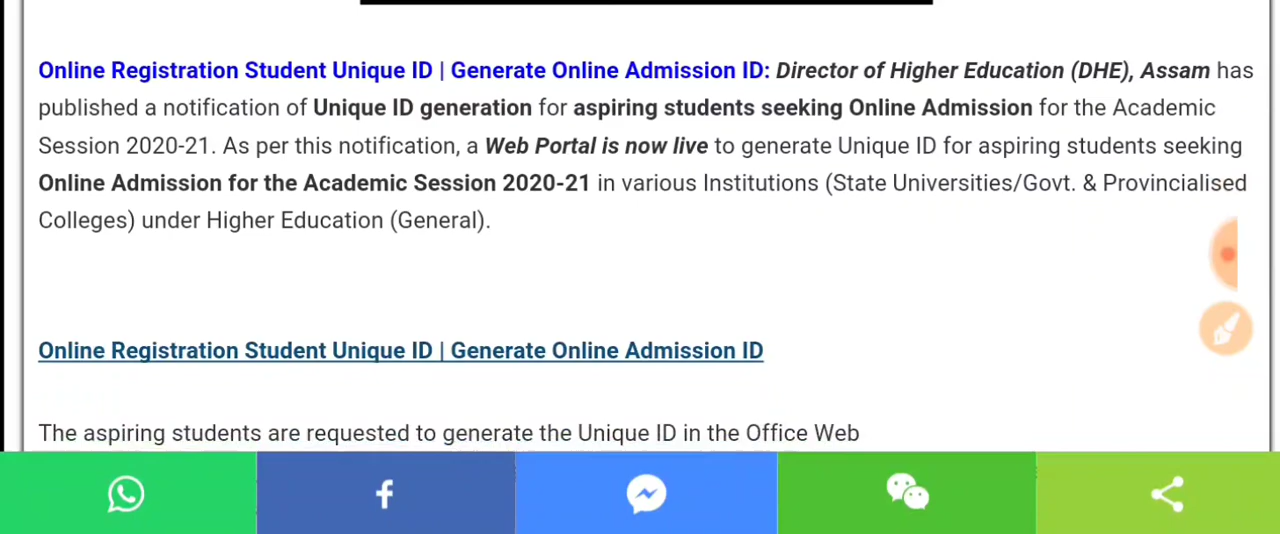 Online Registration Student Unique ID | Generate Online Admission ID: Director of Higher Education (DHE), Assam has
published a notification of Unique ID generation for aspiring students seeking Online Admission for the Academic
Session 2020-21. As per this notification, a Web Portal is now live to generate Unique ID for aspiring students seeking
Online Admission for the Academic Session 2020-21 in various Institutions (State Universities/Govt. & Provincialised
Colleges) under Higher Education (General).
Online Registration Student Unique ID | Generate Online Admission ID
The aspiring students are requested to generate the Unique ID in the Office Web